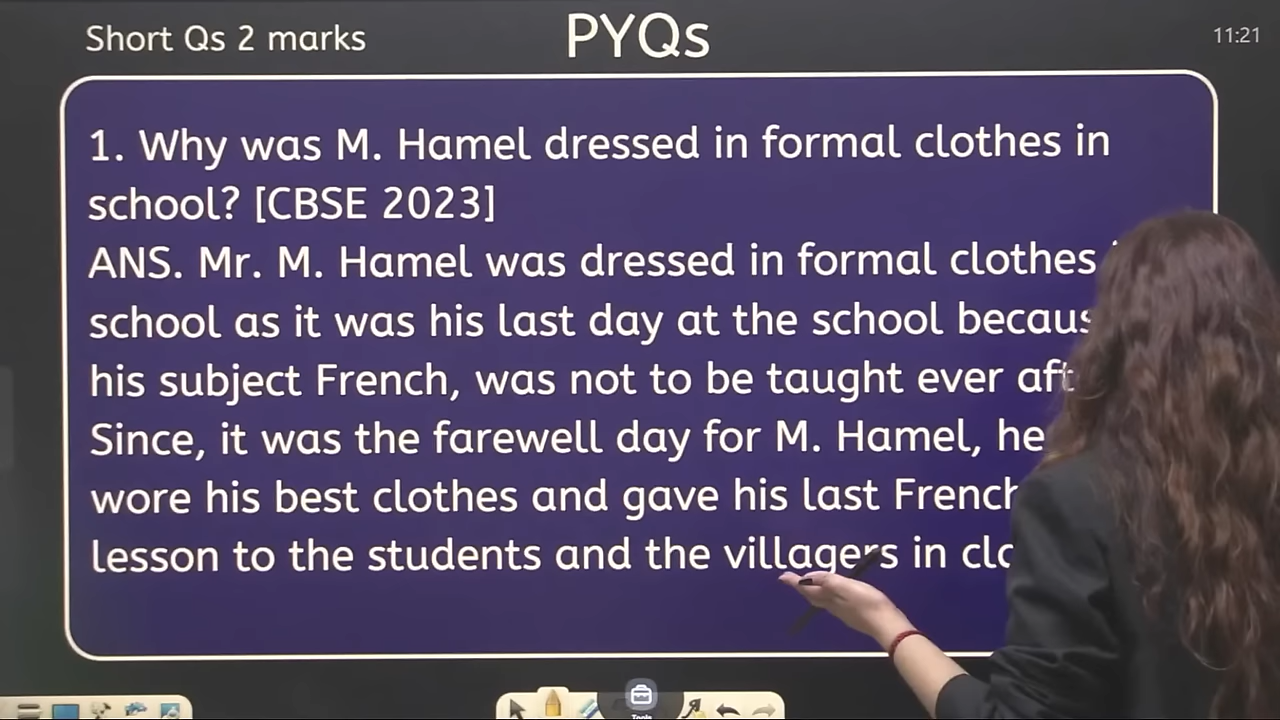 Short Qs 2 marks
PYQs
11:21
1. Why was M. Hamel dressed in formal clothes in
school? [CBSE 2023]
ANS. Mr. M. Hamel was dressed in formal clothes
school as it was his last day at the school
his subject French, was not to be taught ever
Since, it was the farewell day for M. Hamel, he
wore his best clothes and gave his last French
lesson to the students and the villagers in
Tools